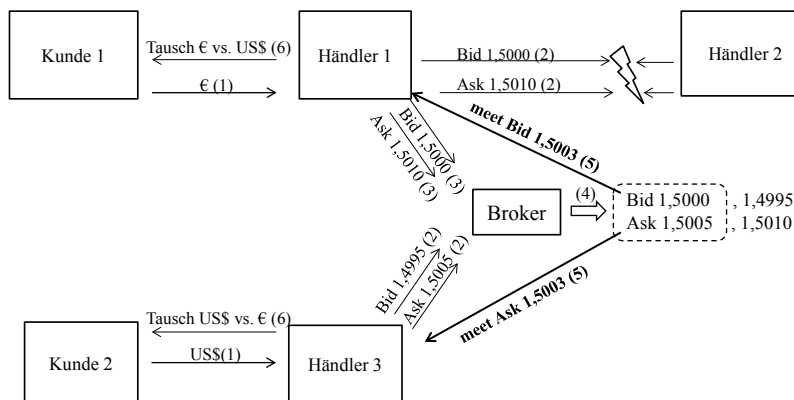 Kunde 1
Tausch € vs. US$ (6)
€ (1)
Händler 1
Bid 1,5000 (2)
Ask 1,5010 (2)
Händler 2
meet Bid 1,5003 (5)
Bid 1,5000 (3)
Ask 1,5010 (3)
Broker
(4)
Bid 1,5000 , 1,4995
Ask 1,5005 , 1,5010
Bid 1,4995 (2)
Ask 1,5005 (2)
meet Ask 1,5003 (5)
Kunde 2
Tausch US$ vs. € (6)
US$(1)
Händler 3